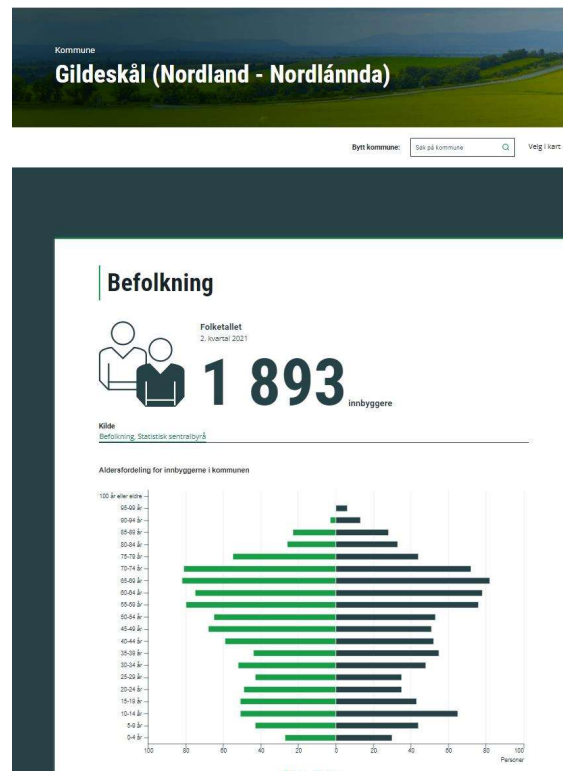 Kommune
Gildeskål (Nordland - Nordlánnda)
Bytt kommune:
Søk på kommune
Velg i kart
Befolkning
Folketallet
2. kvartal 2021
1 893 innbyggere
Kilde
Befolkning, Statistisk sentralbyrå
Aldersfordeling for innbyggerne i kommunen
100 år eller eldre
95-99 år
90-94 år
85-89 år
80-84 år
75-79 år
70-74 år
65-69 år
60-64 år
55-59 år
50-54 år
45-49 år
40-44 år
35-39 år
30-34 år
25-29 år
20-24 år
15-19 år
10-14 år
5-9 år
0-4 år
100 80 60 40 20 0 20 40 60 80 100
Personer